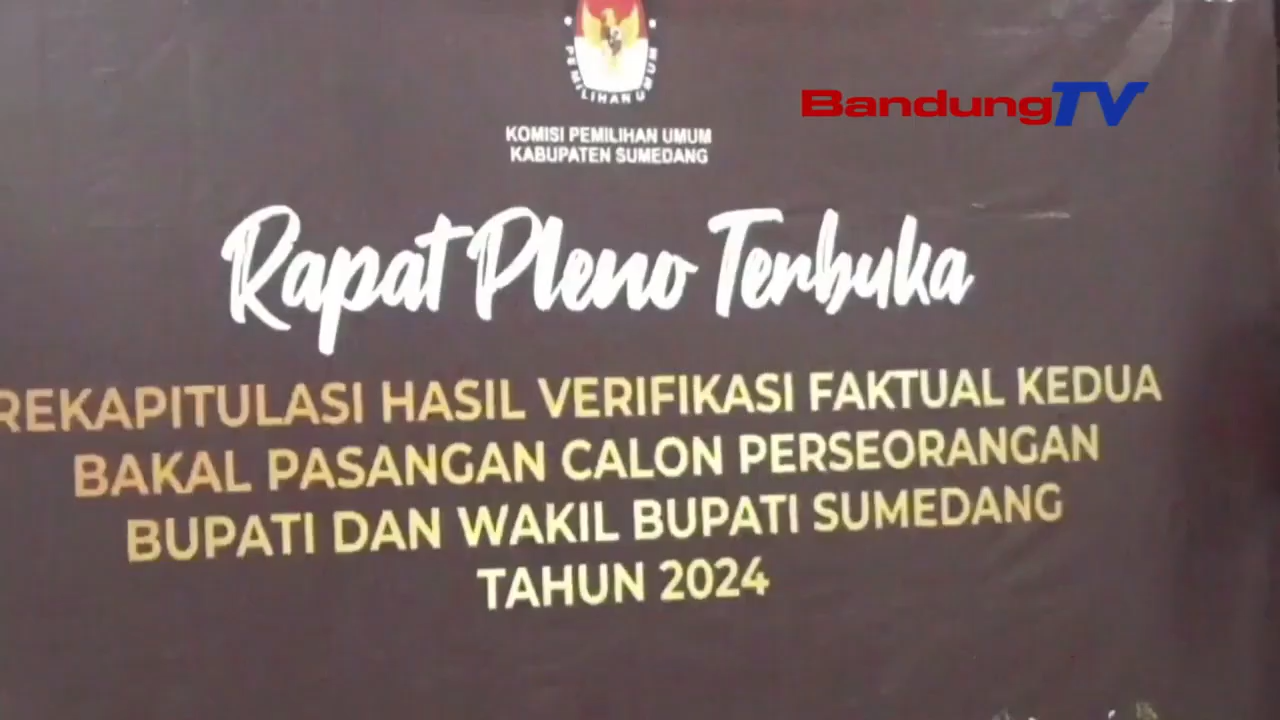 PEMILIHAN UMUM
BandungTV
KOMISI PEMILIHAN UMUM
KABUPATEN SUMEDANG
Rapat Pleno Terbuka
REKAPITULASI HASIL VERIFIKASI FAKTUAL KEDUA
BAKAL PASANGAN CALON PERSEORANGAN
BUPATI DAN WAKIL BUPATI SUMEDANG
TAHUN 2024